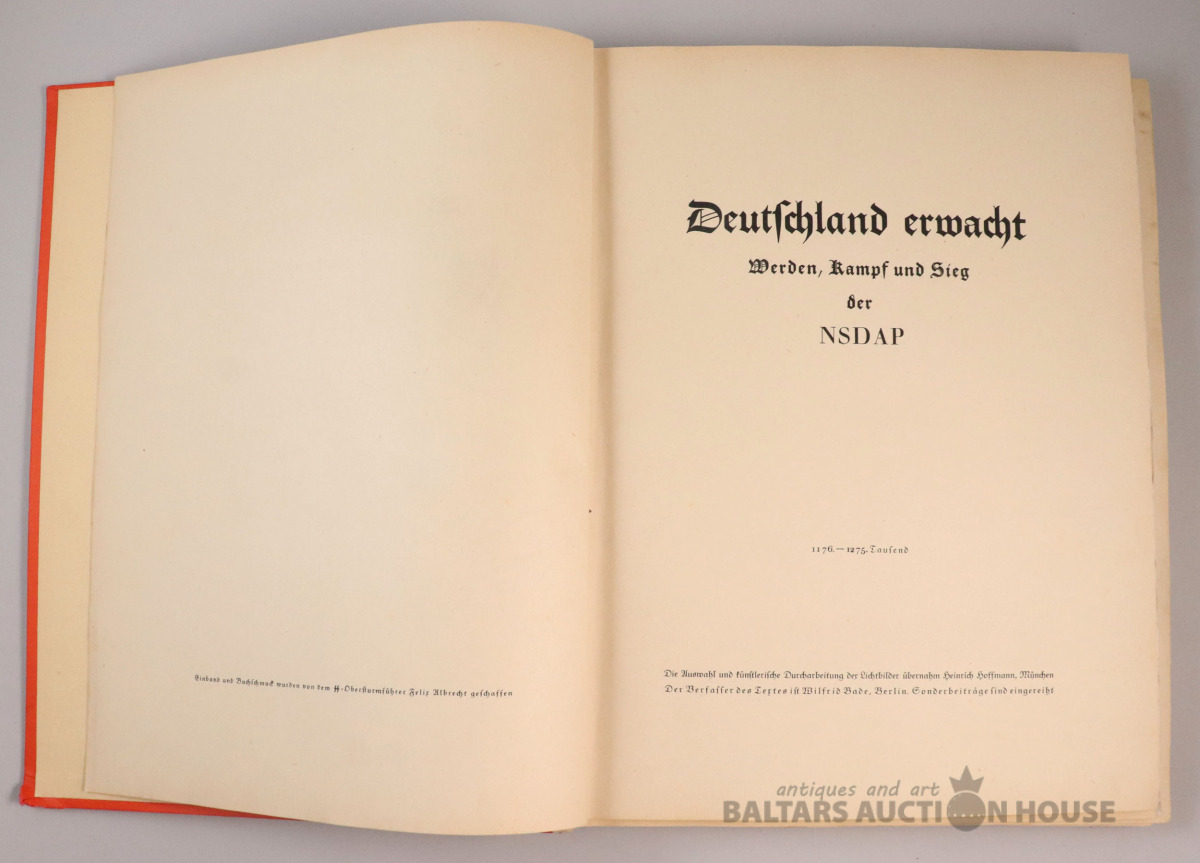 Einband und Buchschmuck wurden von dem ᛋᛋ-Obersturmführer Felix Albrecht geschaffen
Deutschland erwacht
Werden, Kampf und Sieg
der
NSDAP
1176.—1275. Tausend
Die Auswahl und künstlerische Durcharbeitung der Lichtbilder übernahm Heinrich Hoffmann, München
Der Verfasser des Textes ist Wilfrid Bade, Berlin. Sonderbeiträge sind eingereiht
antiques and art
BALTARS AUCTION HOUSE